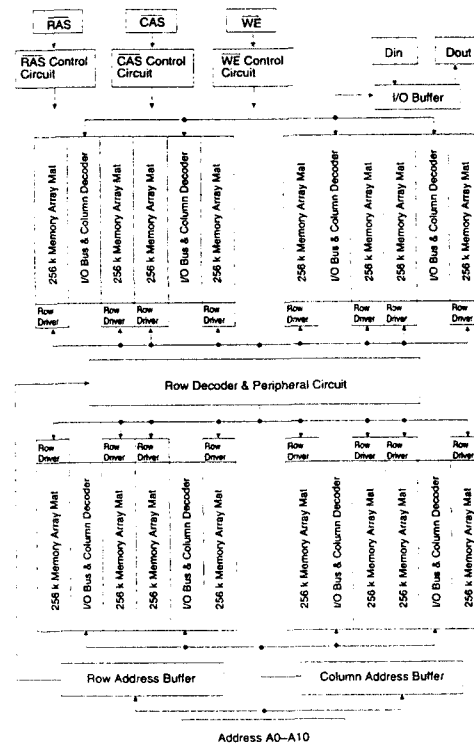 RAS CAS WE
RAS Control Circuit
CAS Control Circuit
WE Control Circuit
Din Dout
I/O Buffer
256 k Memory Array Mat
I/O Bus & Column Decoder
256 k Memory Array Mat
256 k Memory Array Mat
I/O Bus & Column Decoder
256 k Memory Array Mat
256 k Memory Array Mat
I/O Bus & Column Decoder
256 k Memory Array Mat
256 k Memory Array Mat
I/O Bus & Column Decoder
256 k Memory Array Mat
Row Driver
Row Driver
Row Driver
Row Driver
Row Driver
Row Driver
Row Driver
Row Driver
Row Decoder & Peripheral Circuit
Row Driver
Row Driver
Row Driver
Row Driver
Row Driver
Row Driver
Row Driver
Row Driver
256 k Memory Array Mat
I/O Bus & Column Decoder
256 k Memory Array Mat
256 k Memory Array Mat
I/O Bus & Column Decoder
256 k Memory Array Mat
256 k Memory Array Mat
I/O Bus & Column Decoder
256 k Memory Array Mat
256 k Memory Array Mat
I/O Bus & Column Decoder
256 k Memory Array Mat
Row Address Buffer
Column Address Buffer
Address A0–A10